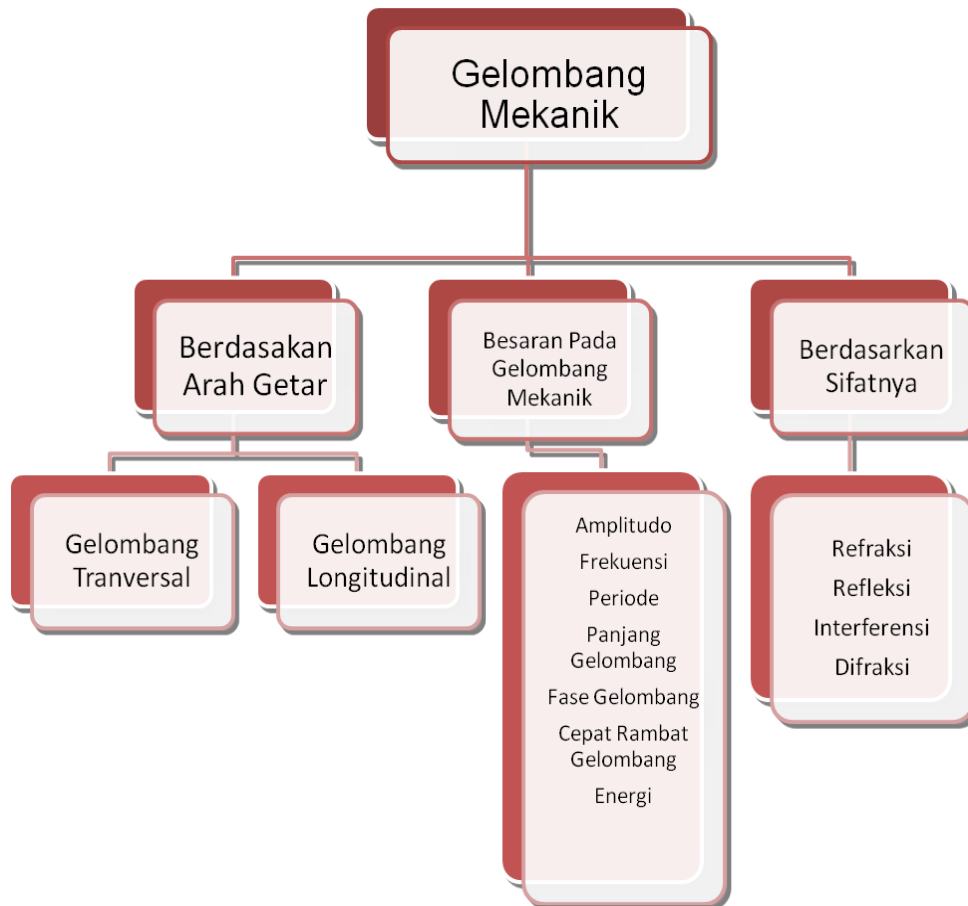 Gelombang
Mekanik
Berdasakan
Arah Getar
Besaran Pada
Gelombang
Mekanik
Berdasarkan
Sifatnya
Gelombang
Tranversal
Gelombang
Longitudinal
Amplitudo
Frekuensi
Periode
Panjang
Gelombang
Fase Gelombang
Cepat Rambat
Gelombang
Energi
Refraksi
Refleksi
Interferensi
Difraksi